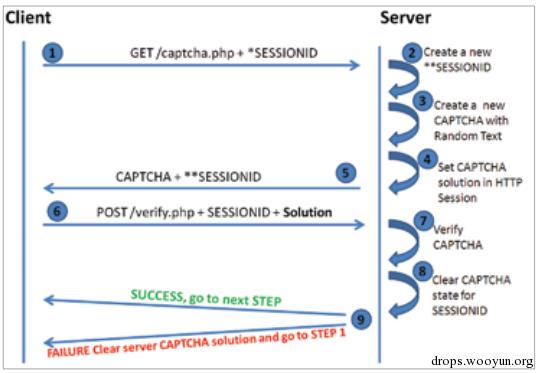 Client
Server
1
GET /captcha.php + *SESSIONID
2
Create a new
**SESSIONID
3
Create a new
CAPTCHA with
Random Text
4
Set CAPTCHA
solution in HTTP
Session
5
CAPTCHA + **SESSIONID
6
POST /verify.php + SESSIONID + Solution
7
Verify
CAPTCHA
8
Clear CAPTCHA
state for
SESSIONID
SUCCESS, go to next STEP
9
FAILURE Clear server CAPTCHA solution and go to STEP 1
drops.wooyun.org